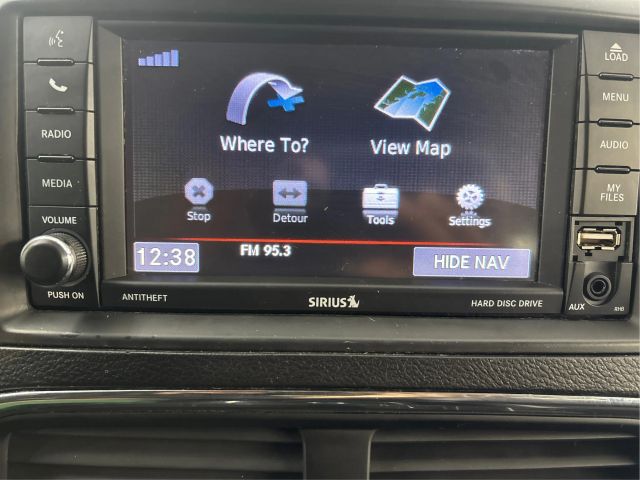 LOAD
MENU
RADIO
AUDIO
MEDIA
MY
FILES
VOLUME
PUSH ON
Where To?
View Map
Stop
Detour
Tools
Settings
12:38
FM 95.3
HIDE NAV
ANTITHEFT
SIRIUS
HARD DISC DRIVE
AUX
RHB